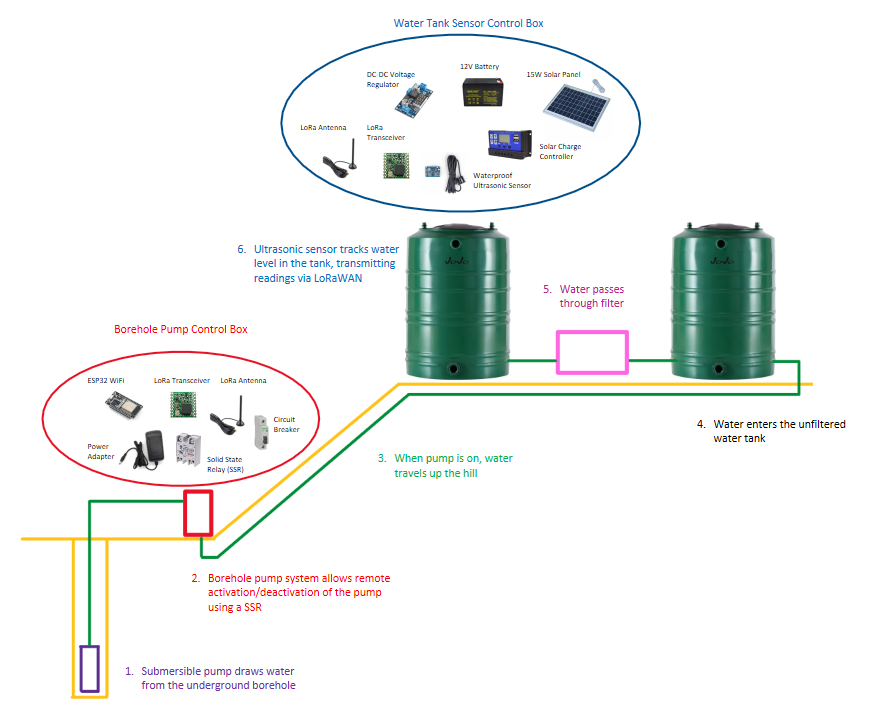 Water Tank Sensor Control Box
12V Battery
DC-DC Voltage
Regulator
15W Solar Panel
LoRa Antenna
LoRa
Transceiver
Solar Charge
Controller
Waterproof
Ultrasonic Sensor
6. Ultrasonic sensor tracks water
level in the tank, transmitting
readings via LoRaWAN
JoJo
JoJo
5. Water passes
through filter
Borehole Pump Control Box
ESP32 WiFi
LoRa Transceiver
LoRa Antenna
Circuit
Breaker
Power
Adapter
Solid State
Relay (SSR)
4. Water enters the unfiltered
water tank
3. When pump is on, water
travels up the hill
2. Borehole pump system allows remote
activation/deactivation of the pump
using a SSR
1. Submersible pump draws water
from the underground borehole